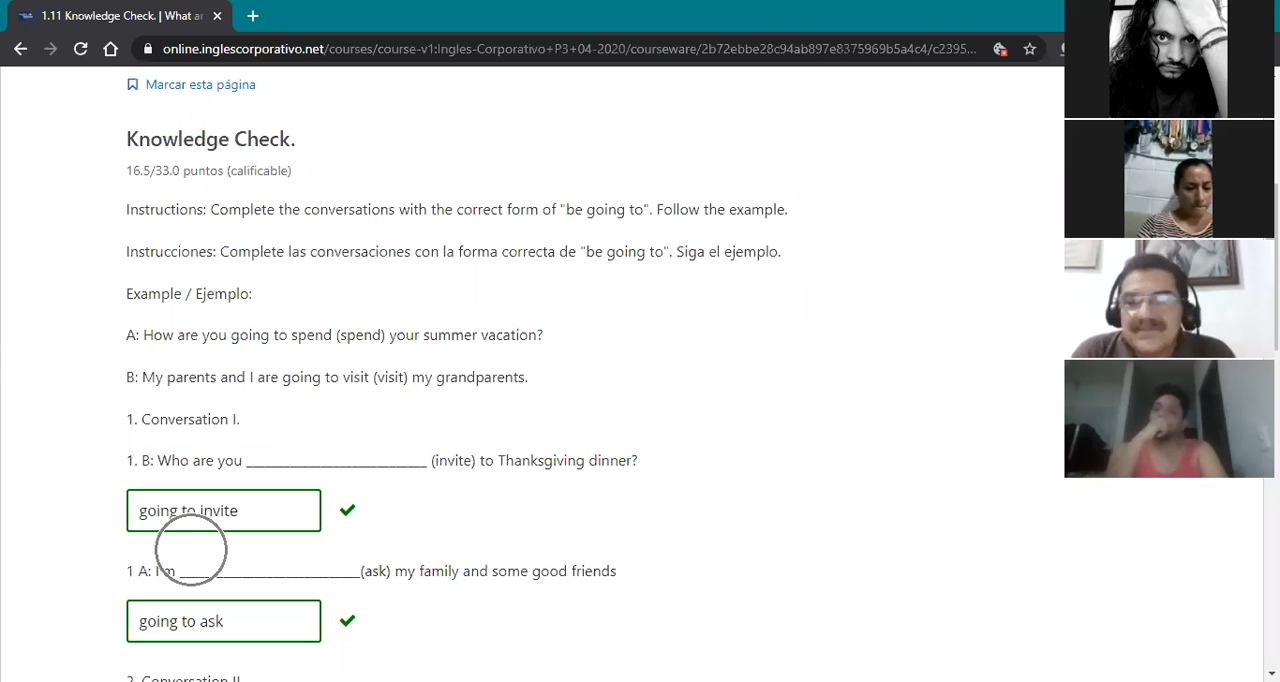 1.11 Knowledge Check. | What ar
online.inglescorporativo.net/courses/course-v1:Ingles-Corporativo+P3+04-2020/courseware/2b72ebbe28c94ab897e8375969b5a4c4/c2395...
Marcar esta página
Knowledge Check.
16.5/33.0 puntos (calificable)
Instructions: Complete the conversations with the correct form of "be going to". Follow the example.
Instrucciones: Complete las conversaciones con la forma correcta de "be going to". Siga el ejemplo.
Example / Ejemplo:
A: How are you going to spend (spend) your summer vacation?
B: My parents and I are going to visit (visit) my grandparents.
1. Conversation I.
1. B: Who are you __________________________ (invite) to Thanksgiving dinner?
going to invite
1 A: I'm __________________________(ask) my family and some good friends
going to ask
2. Conversation II